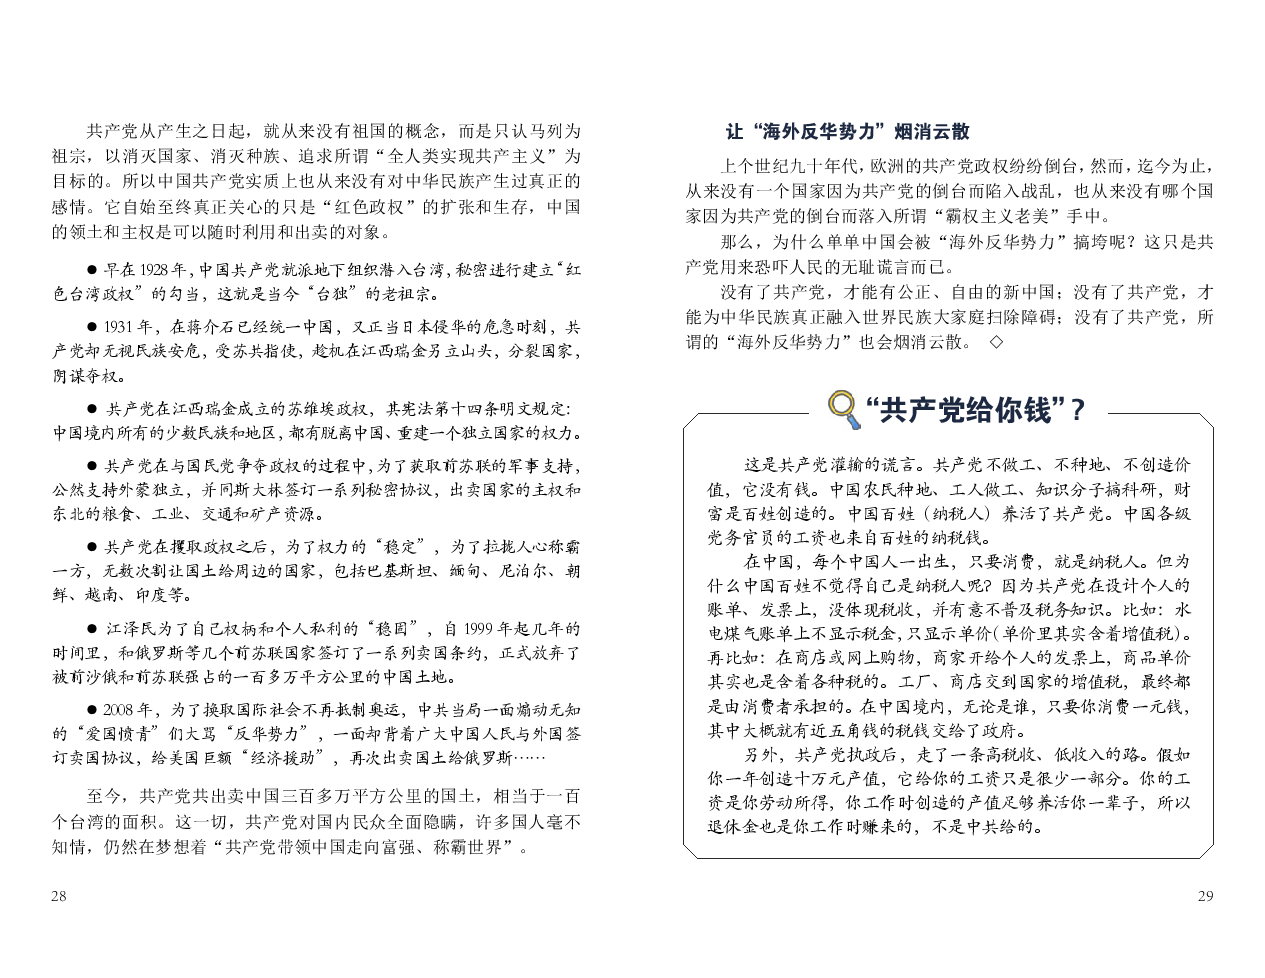 共产党从产生之日起，就从来没有祖国的概念，而是只认马列为
祖宗，以消灭国家、消灭种族、追求所谓“全人类实现共产主义”为
目标的。所以中国共产党实质上也从来没有对中华民族产生过真正的
感情。它自始至终真正关心的只是“红色政权”的扩张和生存，中国
的领土和主权是可以随时利用和出卖的对象。
● 早在1928年，中国共产党就派地下组织潜入台湾，秘密进行建立“红
色台湾政权”的勾当，这就是当今“台独”的老祖宗。
● 1931年，在蒋介石已经统一中国，又正当日本侵华的危急时刻，共
产党却无视民族安危，受苏共指使，趁机在江西瑞金另立山头，分裂国家，
阴谋夺权。
● 共产党在江西瑞金成立的苏维埃政权，其宪法第十四条明文规定：
中国境内所有的少数民族和地区，都有脱离中国、重建一个独立国家的权力。
● 共产党在与国民党争夺政权的过程中，为了获取前苏联的军事支持，
公然支持外蒙独立，并同斯大林签订一系列秘密协议，出卖国家的主权和
东北的粮食、工业、交通和矿产资源。
● 共产党在攫取政权之后，为了权力的“稳定”，为了拉拢人心称霸
一方，无数次割让国土给周边的国家，包括巴基斯坦、缅甸、尼泊尔、朝
鲜、越南、印度等。
● 江泽民为了自己权柄和个人私利的“稳固”，自1999年起几年的
时间里，和俄罗斯等几个前苏联国家签订了一系列卖国条约，正式放弃了
被前沙俄和前苏联强占的一百多万平方公里的中国土地。
● 2008年，为了换取国际社会不再抵制奥运，中共当局一面煽动无知
的“爱国愤青”们大骂“反华势力”，一面却背着广大中国人民与外国签
订卖国协议，给美国巨额“经济援助”，再次出卖国土给俄罗斯……
至今，共产党共出卖中国三百多万平方公里的国土，相当于一百
个台湾的面积。这一切，共产党对国内民众全面隐瞒，许多国人毫不
知情，仍然在梦想着“共产党带领中国走向富强、称霸世界”。
28
让“海外反华势力”烟消云散
上个世纪九十年代，欧洲的共产党政权纷纷倒台，然而，迄今为止，
从来没有一个国家因为共产党的倒台而陷入战乱，也从来没有哪个国
家因为共产党的倒台而落入所谓“霸权主义老美”手中。
那么，为什么单单中国会被“海外反华势力”搞垮呢？这只是共
产党用来恐吓人民的无耻谎言而已。
没有了共产党，才能有公正、自由的新中国；没有了共产党，才
能为中华民族真正融入世界民族大家庭扫除障碍；没有了共产党，所
谓的“海外反华势力”也会烟消云散。 ◇
“共产党给你钱”？
这是共产党灌输的谎言。共产党不做工、不种地、不创造价
值，它没有钱。中国农民种地、工人做工、知识分子搞科研，财
富是百姓创造的。中国百姓（纳税人）养活了共产党。中国各级
党务官员的工资也来自百姓的纳税钱。
在中国，每个中国人一出生，只要消费，就是纳税人。但为
什么中国百姓不觉得自己是纳税人呢？因为共产党在设计个人的
账单、发票上，没体现税收，并有意不普及税务知识。比如：水
电煤气账单上不显示税金，只显示单价（单价里其实含着增值税）。
再比如：在商店或网上购物，商家开给个人的发票上，商品单价
其实也是含着各种税的。工厂、商店交到国家的增值税，最终都
是由消费者承担的。在中国境内，无论是谁，只要你消费一元钱，
其中大概就有近五角钱的税钱交给了政府。
另外，共产党执政后，走了一条高税收、低收入的路。假如
你一年创造十万元产值，它给你的工资只是很少一部分。你的工
资是你劳动所得，你工作时创造的产值足够养活你一辈子，所以
退休金也是你工作时赚来的，不是中共给的。
29